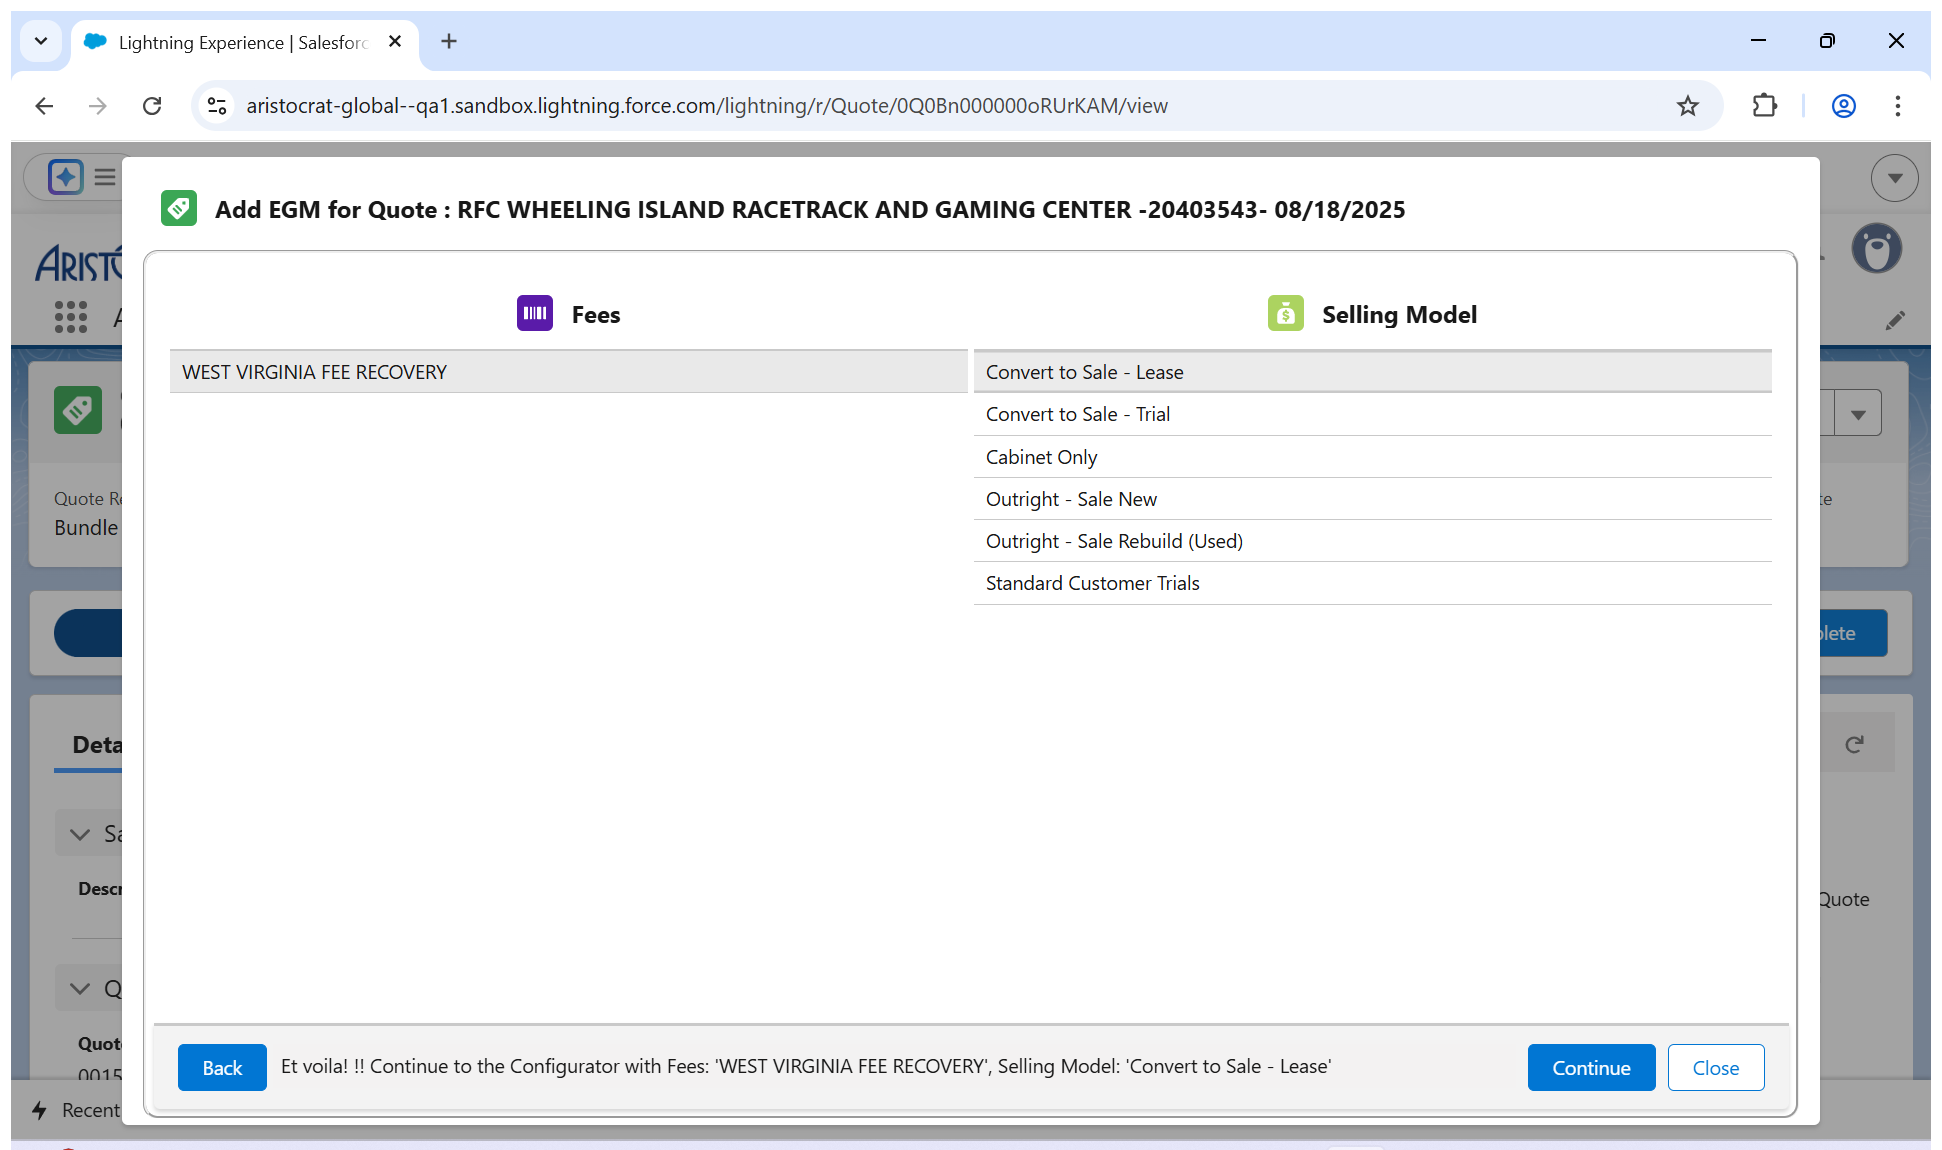 Lightning Experience | Salesforc
aristocrat-global--qa1.sandbox.lightning.force.com/lightning/r/Quote/0Q0Bn000000oRUrKAM/view
Add EGM for Quote : RFC WHEELING ISLAND RACETRACK AND GAMING CENTER -20403543- 08/18/2025
ARISTO
A
Fees
Selling Model
WEST VIRGINIA FEE RECOVERY
Convert to Sale - Lease
Convert to Sale - Trial
Cabinet Only
Outright - Sale New
Outright - Sale Rebuild (Used)
Standard Customer Trials
Quote Re
te
Bundle
plete
Deta
Sa
Descr
Quote
Q
Quote
0015
Back
Et voila! !! Continue to the Configurator with Fees: 'WEST VIRGINIA FEE RECOVERY', Selling Model: 'Convert to Sale - Lease'
Continue
Close
Recent